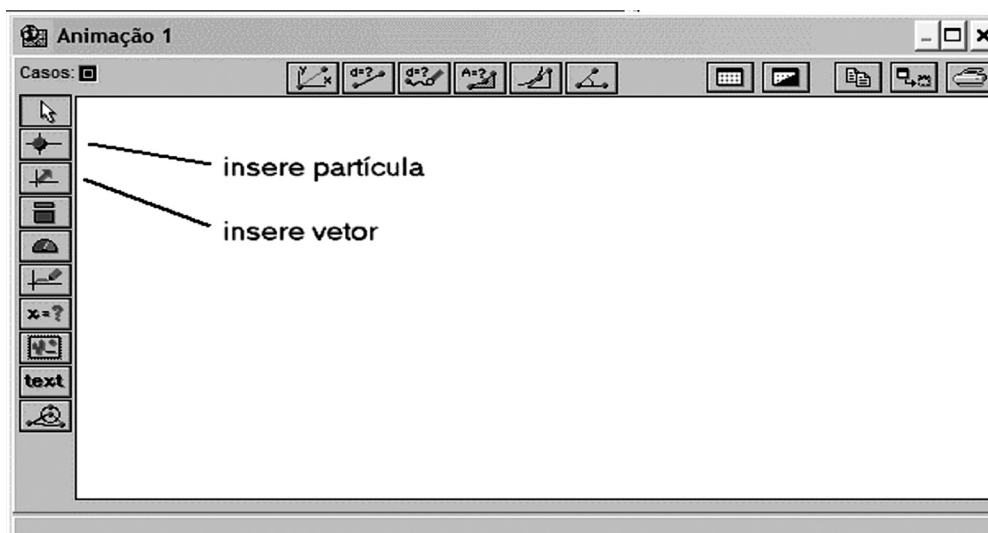 Animação 1
Casos:
y x
d=?
d=?
A=?
insere partícula
insere vetor
x=?
text